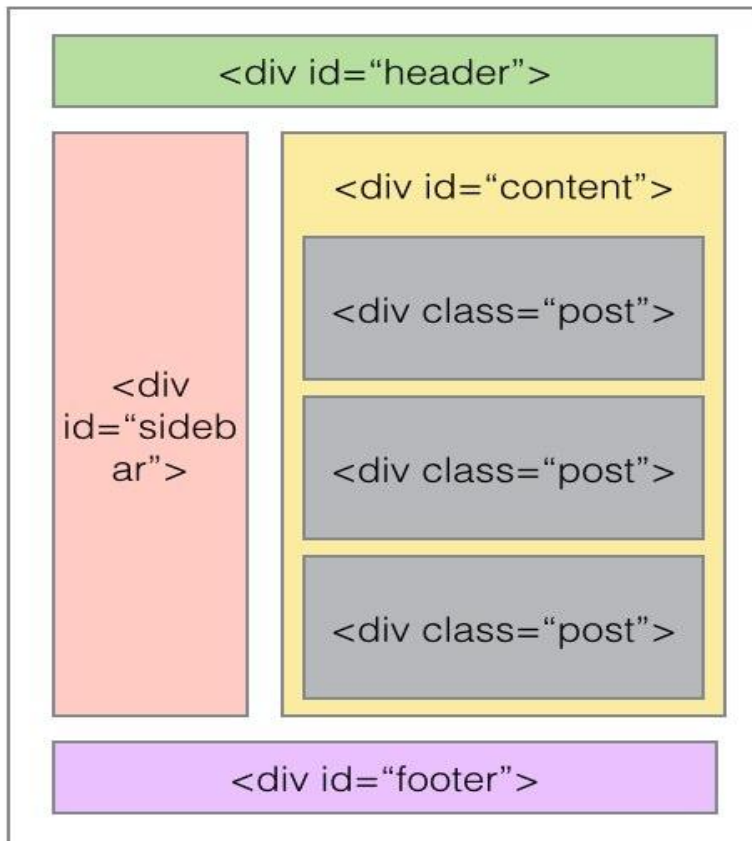 <div id=“header”>
<div
id=“sideb
ar”>
<div id=“content”>
<div class=“post”>
<div class=“post”>
<div class=“post”>
<div id=“footer”>